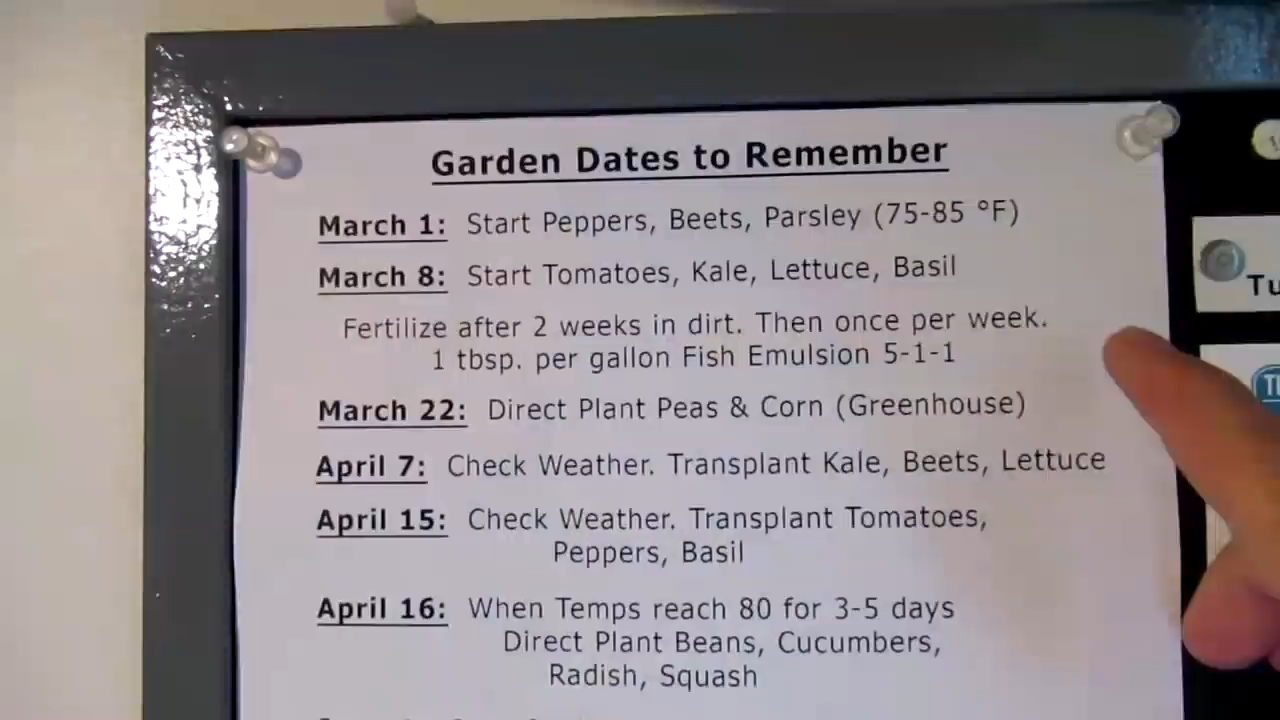 Garden Dates to Remember
March 1: Start Peppers, Beets, Parsley (75-85 °F)
March 8: Start Tomatoes, Kale, Lettuce, Basil
Fertilize after 2 weeks in dirt. Then once per week.
1 tbsp. per gallon Fish Emulsion 5-1-1
March 22: Direct Plant Peas & Corn (Greenhouse)
April 7: Check Weather. Transplant Kale, Beets, Lettuce
April 15: Check Weather. Transplant Tomatoes,
Peppers, Basil
April 16: When Temps reach 80 for 3-5 days
Direct Plant Beans, Cucumbers,
Radish, Squash